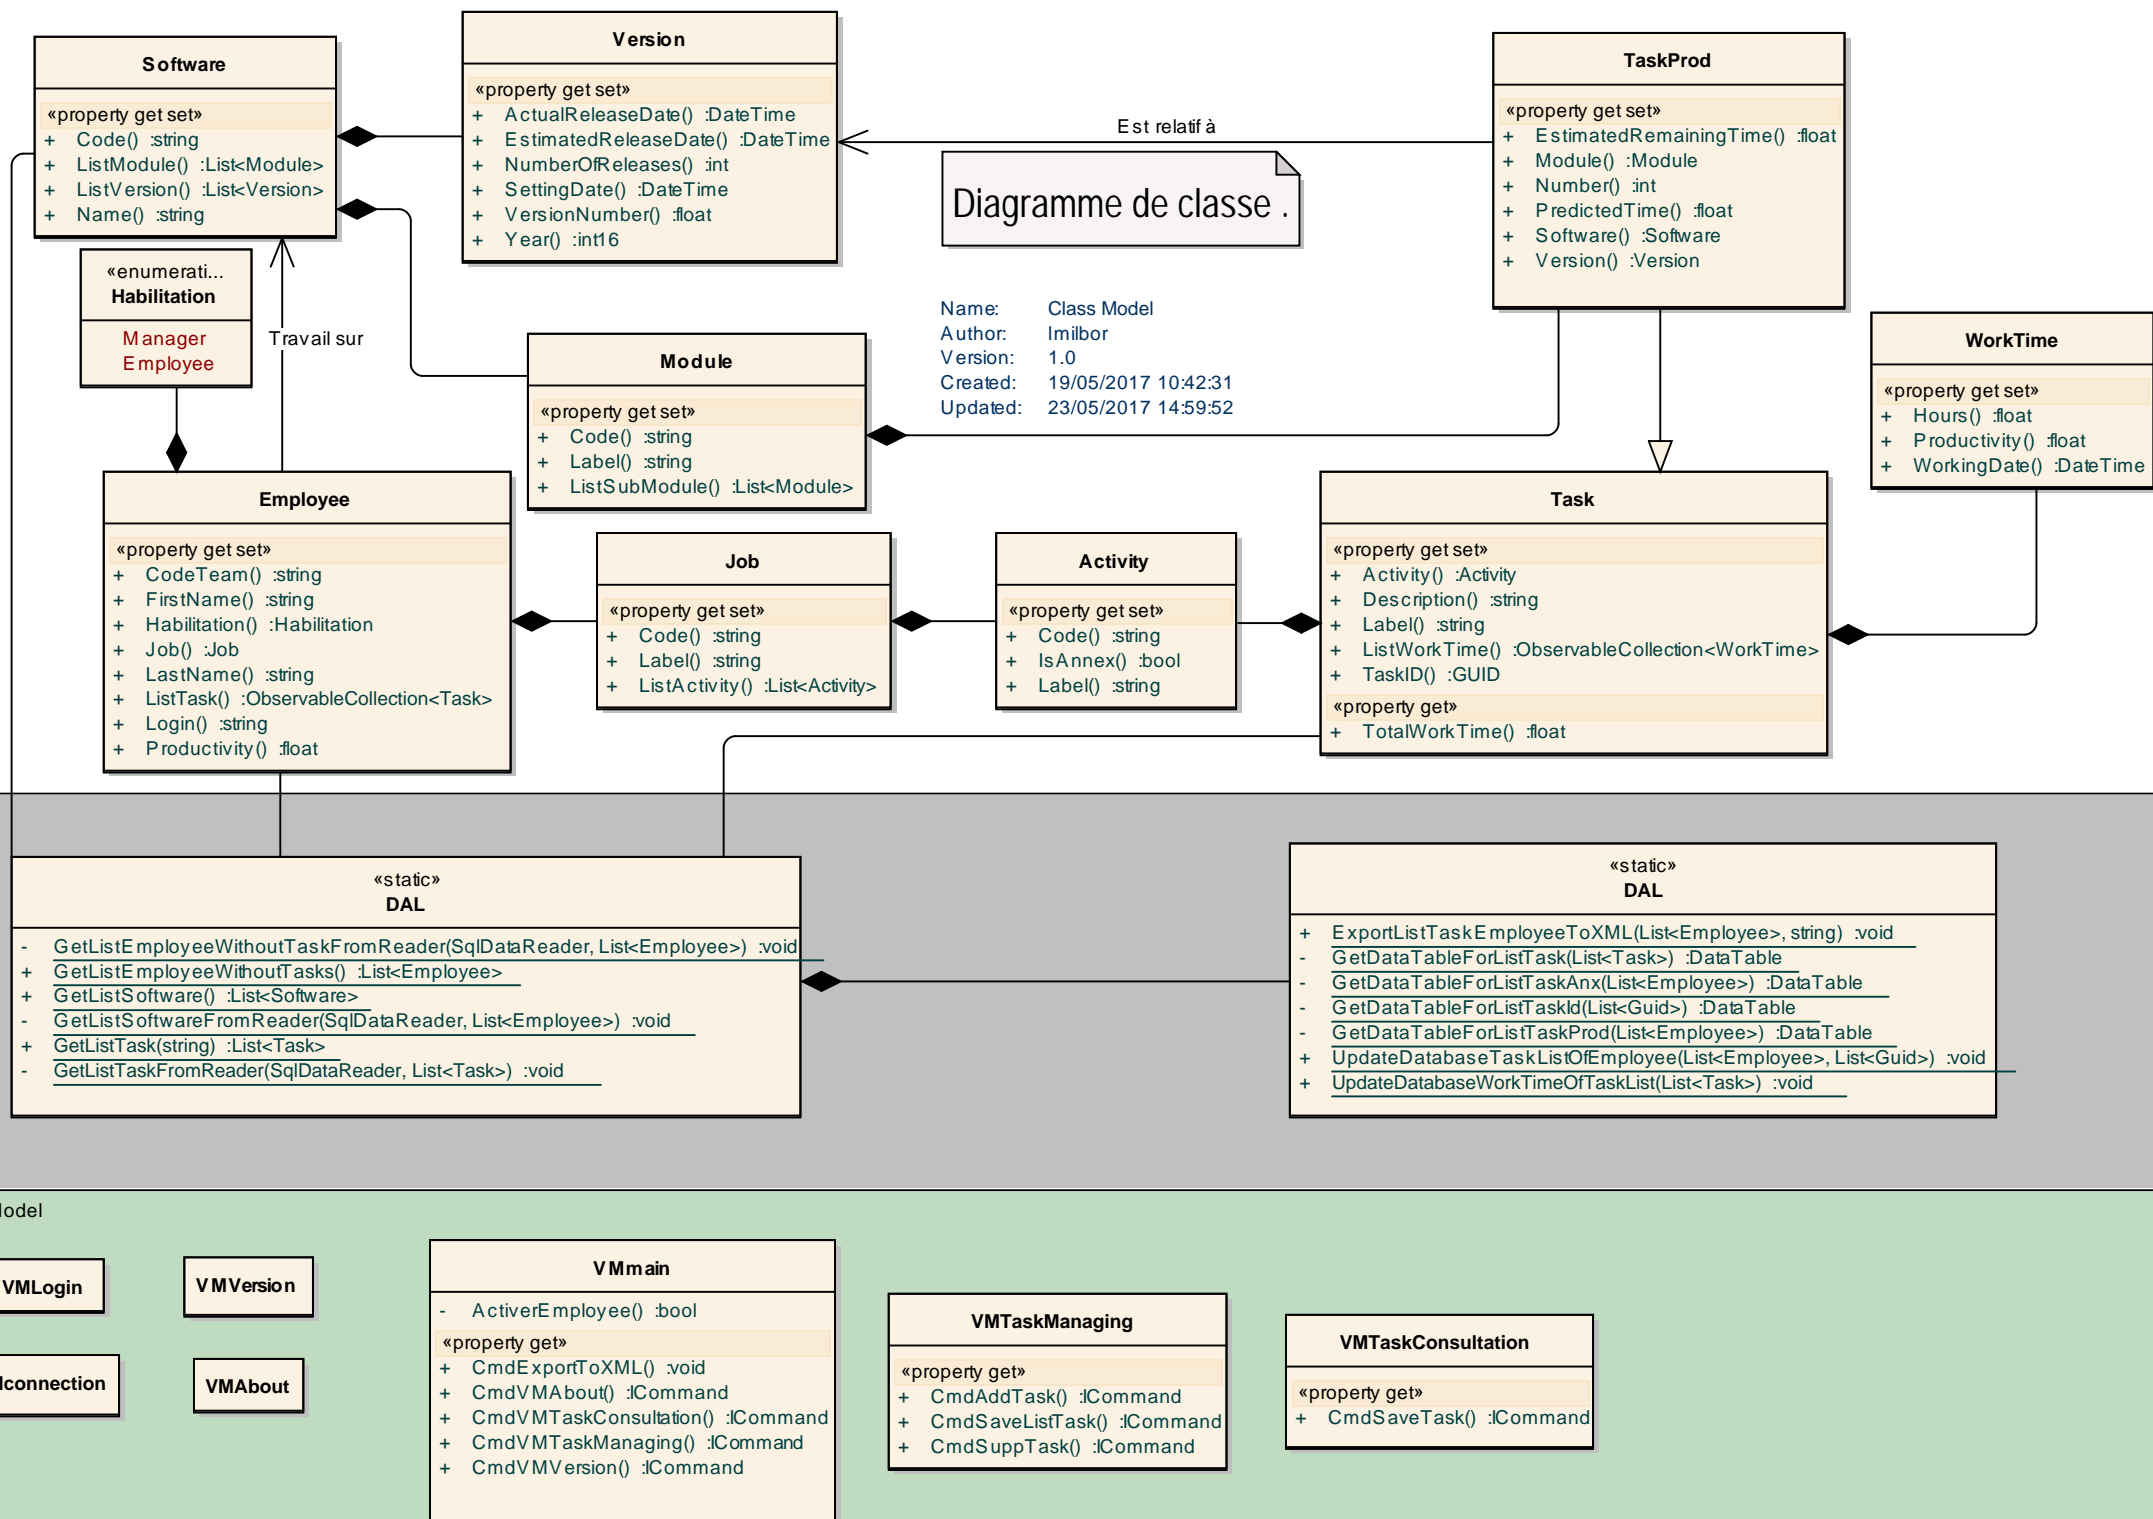 Software
«property get set»
+ Code() :string
+ ListModule() :List<Module>
+ ListVersion() :List<Version>
+ Name() :string
Version
«property get set»
+ ActualReleaseDate() :DateTime
+ EstimatedReleaseDate() :DateTime
+ NumberOfReleases() :int
+ SettingDate() :DateTime
+ VersionNumber() :float
+ Year() :int16
Est relatif à
Diagramme de classe .
TaskProd
«property get set»
+ EstimatedRemainingTime() :float
+ Module() :Module
+ Number() :int
+ PredictedTime() :float
+ Software() :Software
+ Version() :Version
«enumerati...
Habilitation
Manager
Employee
Travail sur
Name: Class Model
Author: lmilbor
Version: 1.0
Created: 19/05/2017 10:42:31
Updated: 23/05/2017 14:59:52
Module
«property get set»
+ Code() :string
+ Label() :string
+ ListSubModule() :List<Module>
WorkTime
«property get set»
+ Hours() :float
+ Productivity() :float
+ WorkingDate() :DateTime
Employee
«property get set»
+ CodeTeam() :string
+ FirstName() :string
+ Habilitation() :Habilitation
+ Job() :Job
+ LastName() :string
+ ListTask() :ObservableCollection<Task>
+ Login() :string
+ Productivity() :float
Job
«property get set»
+ Code() :string
+ Label() :string
+ ListActivity() :List<Activity>
Activity
«property get set»
+ Code() :string
+ IsAnnex() :bool
+ Label() :string
Task
«property get set»
+ Activity() :Activity
+ Description() :string
+ Label() :string
+ ListWorkTime() :ObservableCollection<WorkTime>
+ TaskID() :GUID
«property get»
+ TotalWorkTime() :float
«static»
DAL
- GetListEmployeeWithoutTaskFromReader(SqlDataReader, List<Employee>) :void
+ GetListEmployeeWithoutTasks() :List<Employee>
+ GetListSoftware() :List<Software>
- GetListSoftwareFromReader(SqlDataReader, List<Employee>) :void
+ GetListTask(string) :List<Task>
- GetListTaskFromReader(SqlDataReader, List<Task>) :void
«static»
DAL
+ ExportListTaskEmployeeToXML(List<Employee>, string) :void
- GetDataTableForListTask(List<Task>) :DataTable
- GetDataTableForListTaskAnx(List<Employee>) :DataTable
- GetDataTableForListTaskId(List<Guid>) :DataTable
- GetDataTableForListTaskProd(List<Employee>) :DataTable
+ UpdateDatabaseTaskListOfEmployee(List<Employee>, List<Guid>) :void
+ UpdateDatabaseWorkTimeOfTaskList(List<Task>) :void
odel
VMLogin
VMVersion
connection
VMAbout
VMmain
- ActiverEmployee() :bool
«property get»
+ CmdExportToXML() :void
+ CmdVMAbout() :ICommand
+ CmdVMTaskConsultation() :ICommand
+ CmdVMTaskManaging() :ICommand
+ CmdVMVersion() :ICommand
VMTaskManaging
«property get»
+ CmdAddTask() :ICommand
+ CmdSaveListTask() :ICommand
+ CmdSuppTask() :ICommand
VMTaskConsultation
«property get»
+ CmdSaveTask() :ICommand